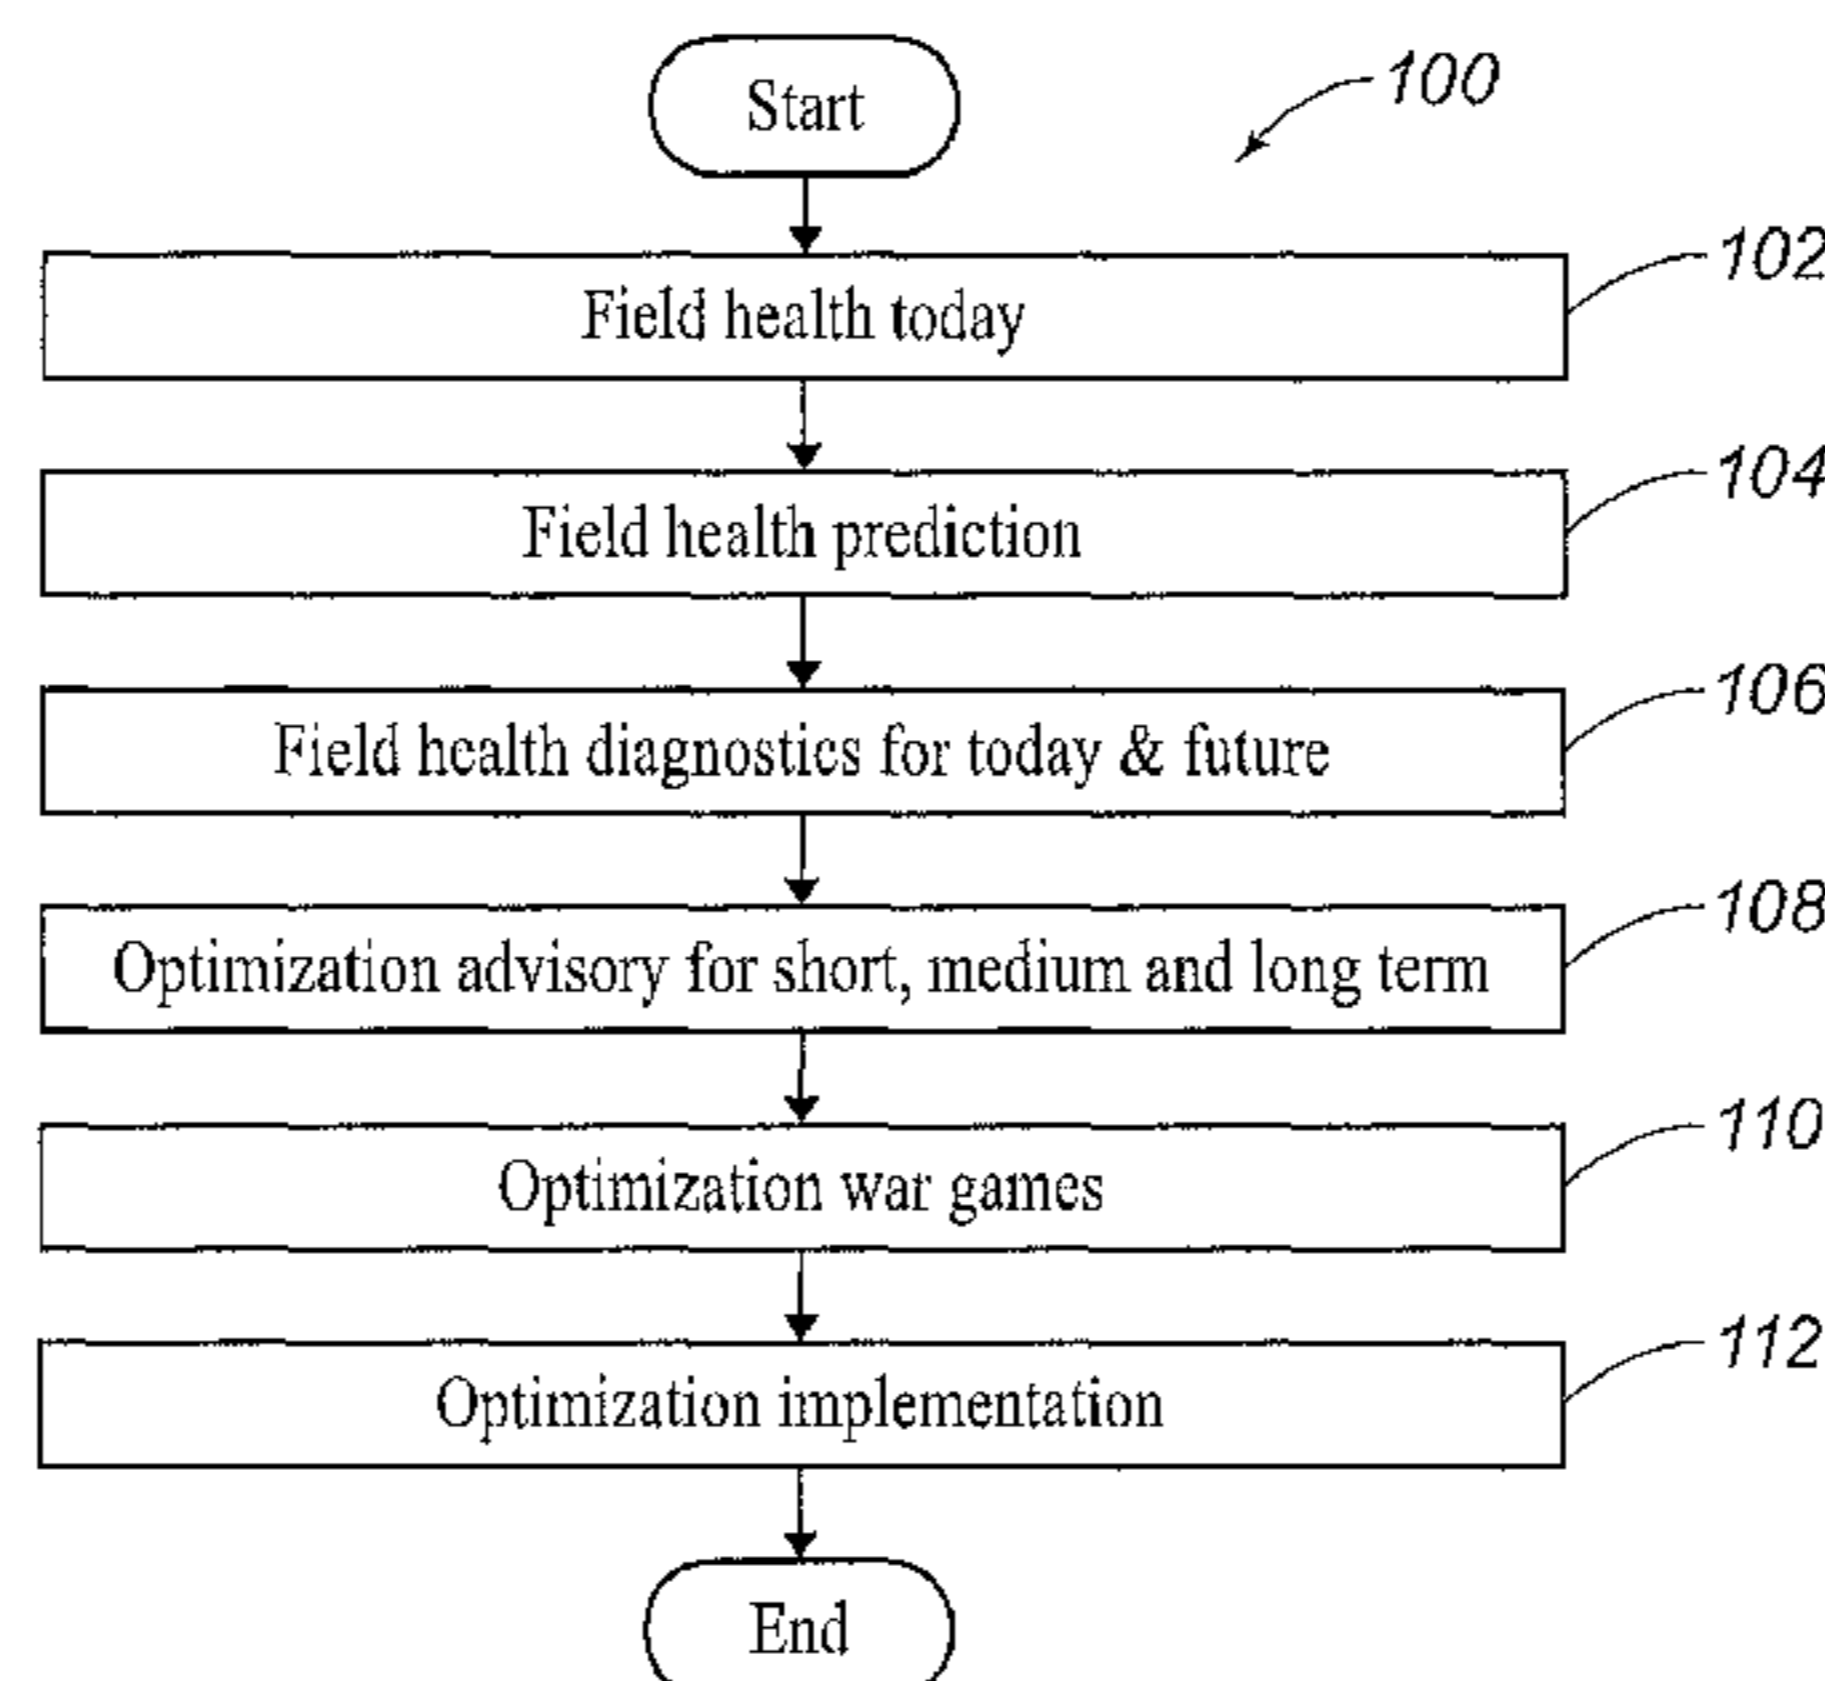 Start
100
Field health today
102
Field health prediction
104
Field health diagnostics for today & future
106
Optimization advisory for short, medium and long term
108
Optimization war games
110
Optimization implementation
112
End